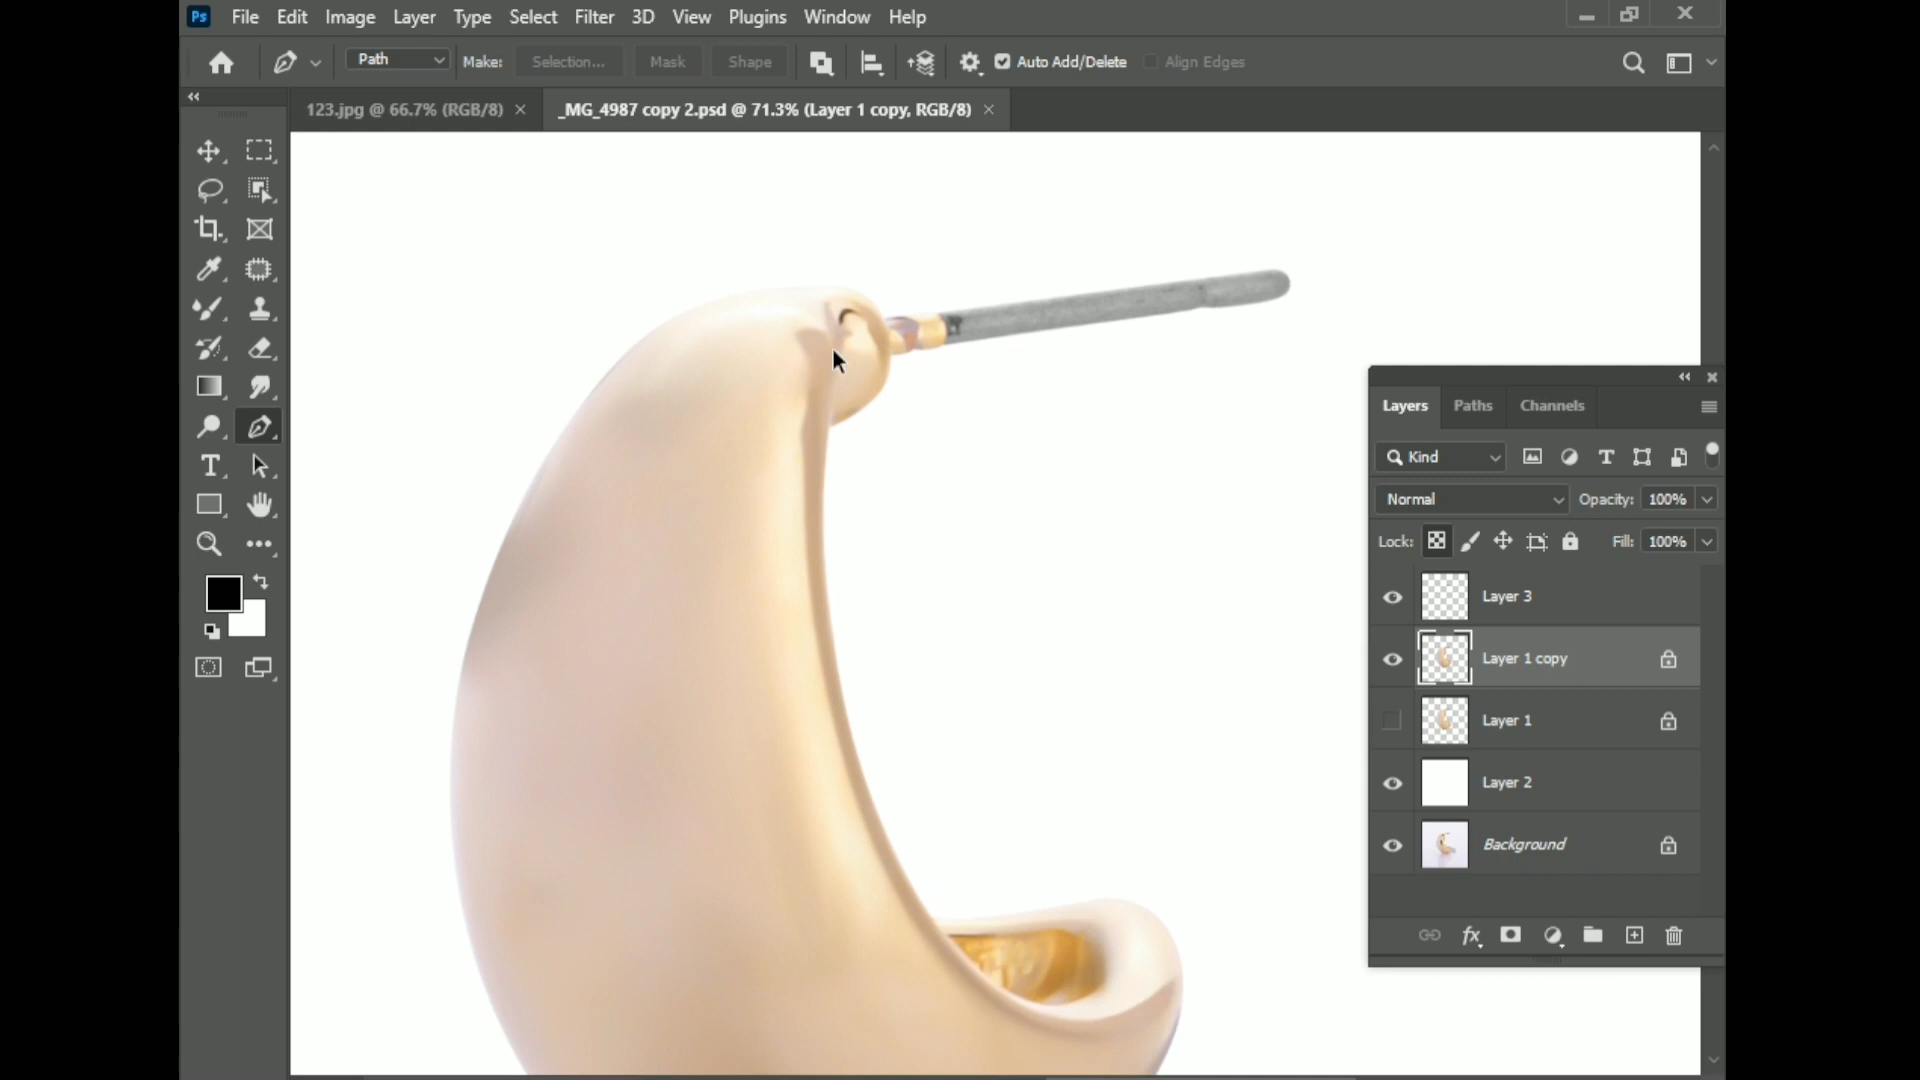 Ps File Edit Image Layer Type Select Filter 3D View Plugins Window Help
Path Make: Selection... Mask Shape Auto Add/Delete Align Edges
123.jpg @ 66.7% (RGB/8) _MG_4987 copy 2.psd @ 71.3% (Layer 1 copy, RGB/8)
Layers Paths Channels
Kind
Normal Opacity: 100%
Lock: Fill: 100%
Layer 3
Layer 1 copy
Layer 1
Layer 2
Background